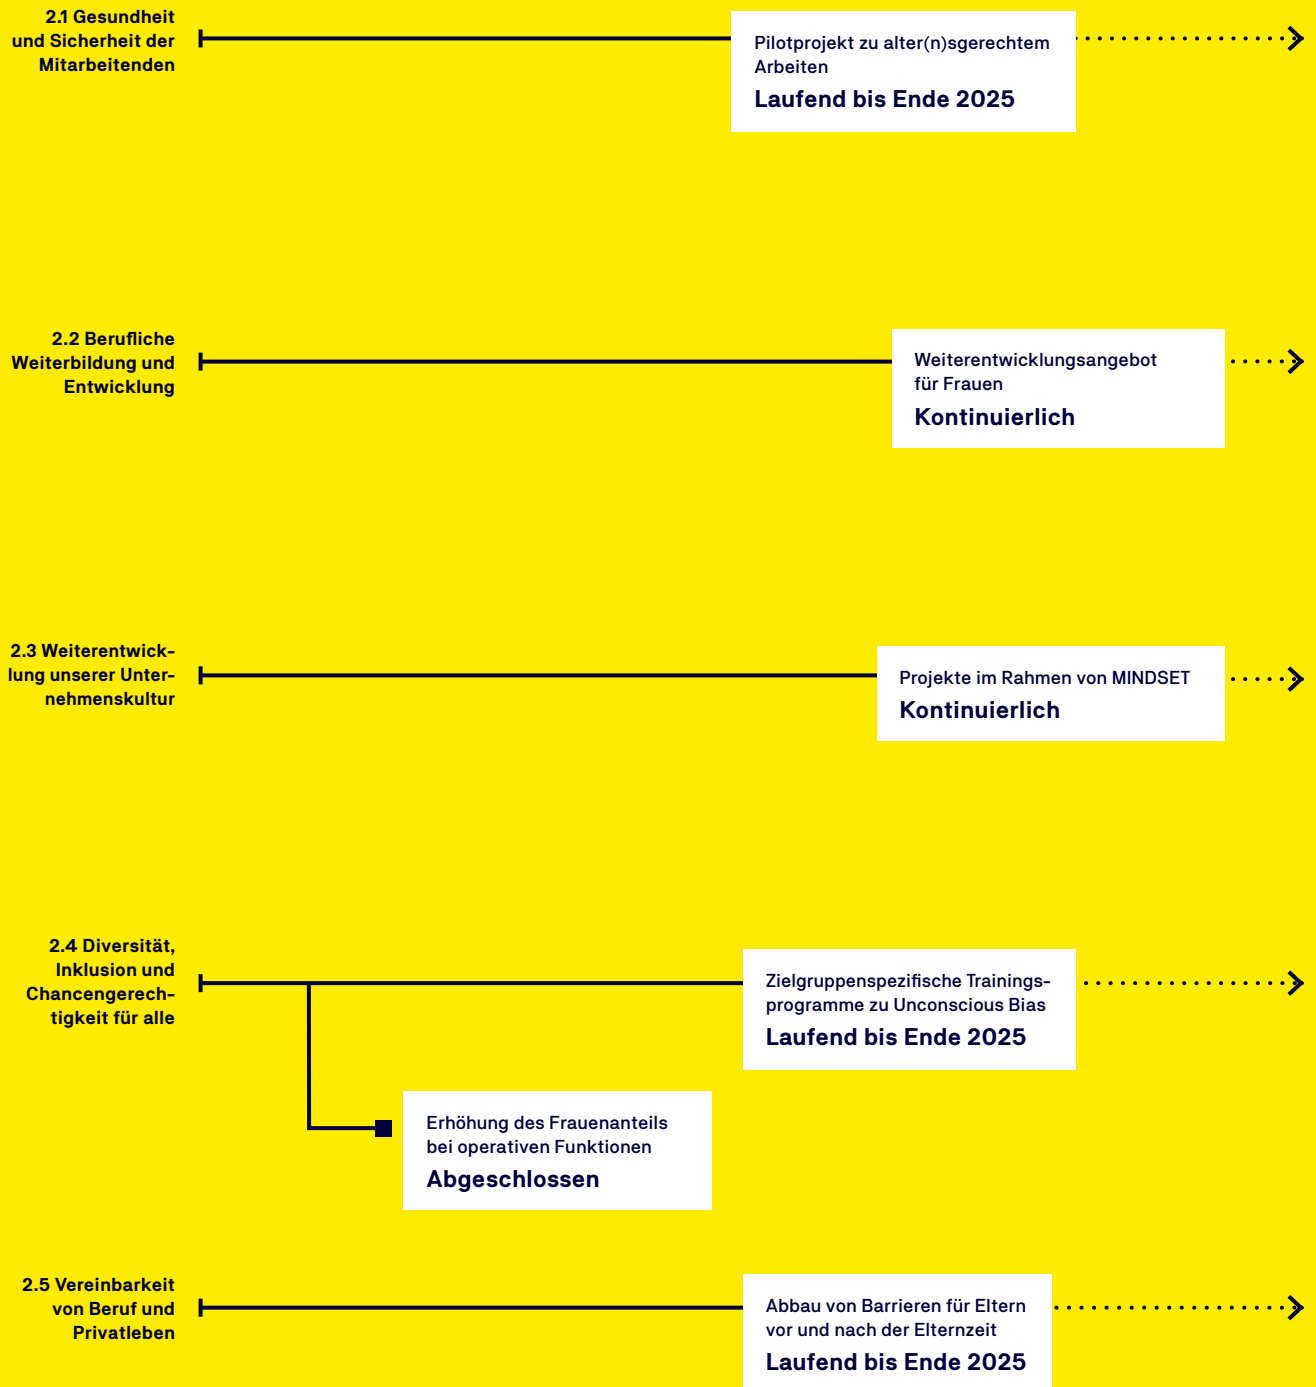 2.1 Gesundheit
und Sicherheit der
Mitarbeitenden
Pilotprojekt zu alter(n)sgerechtem
Arbeiten
Laufend bis Ende 2025
2.2 Berufliche
Weiterbildung und
Entwicklung
Weiterentwicklungsangebot
für Frauen
Kontinuierlich
2.3 Weiterentwick-
lung unserer Unter-
nehmenskultur
Projekte im Rahmen von MINDSET
Kontinuierlich
2.4 Diversität,
Inklusion und
Chancengerech-
tigkeit für alle
Zielgruppenspezifische Trainings-
programme zu Unconscious Bias
Laufend bis Ende 2025
Erhöhung des Frauenanteils
bei operativen Funktionen
Abgeschlossen
2.5 Vereinbarkeit
von Beruf und
Privatleben
Abbau von Barrieren für Eltern
vor und nach der Elternzeit
Laufend bis Ende 2025